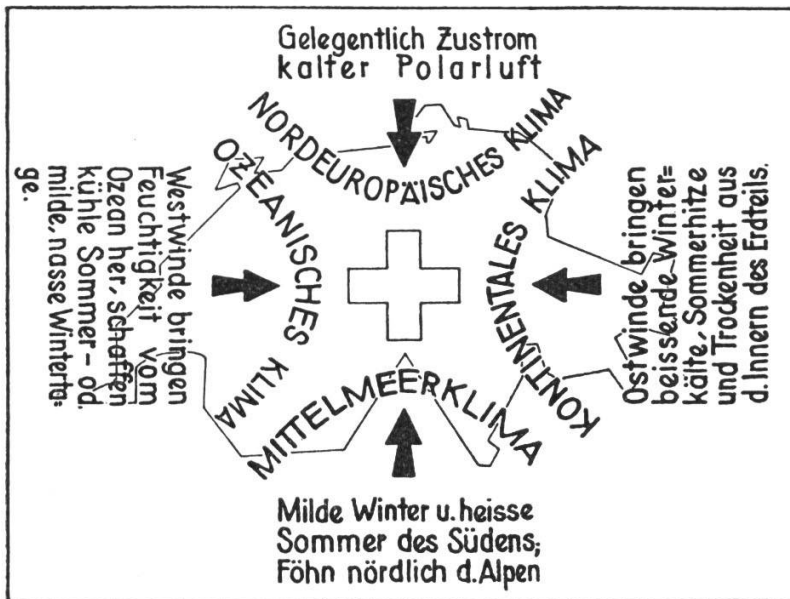 Gelegentlich Zustrom
kalter Polarluft
NORDEUROPÄISCHES KLIMA
OZEANISCHES KLIMA
KONTINENTALES KLIMA
MITTELMEERKLIMA
Westwinde bringen
Feuchtigkeit vom
Ozean her, schaffen
kühle Sommer- od.
milde, nasse Winterta=
ge.
Ostwinde bringen
beissende Winter=
kälte, Sommerhitze
und Trockenheit aus
d. Innern des Erdteils.
Milde Winter u. heisse
Sommer des Südens;
Föhn nördlich d. Alpen